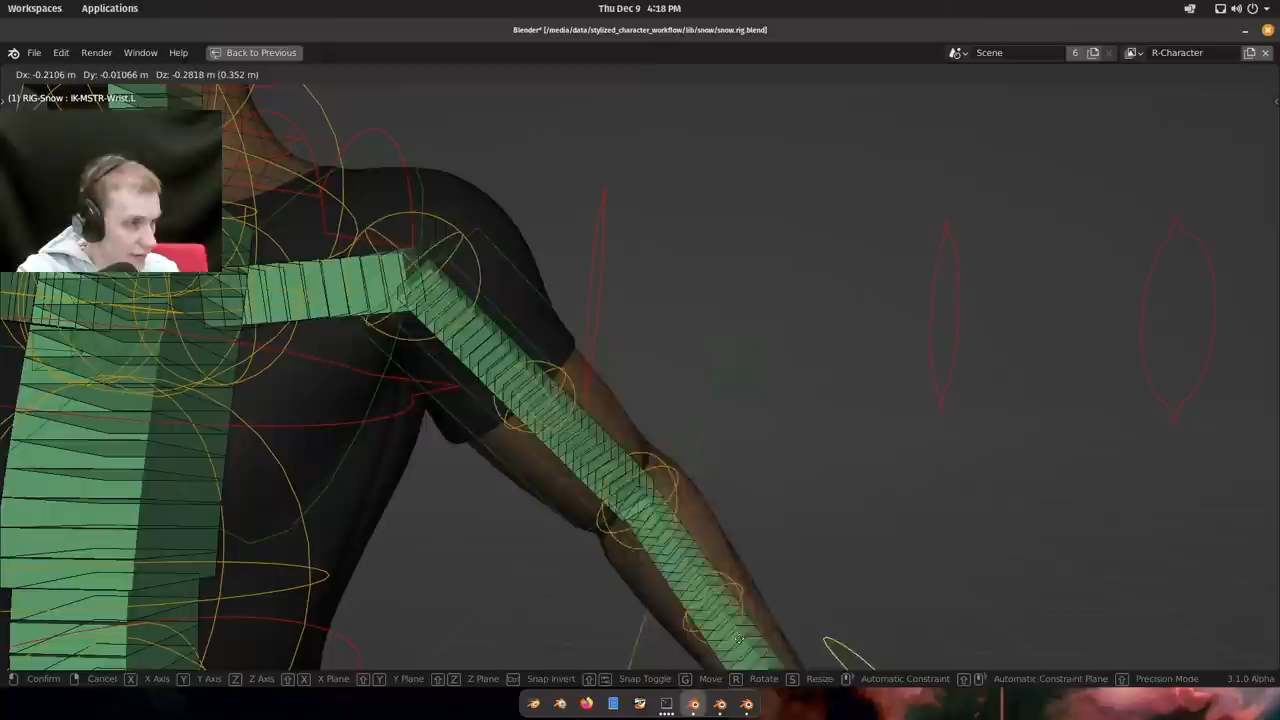 Workspaces Applications Thu Dec 9 4:18 PM
Blender* [/media/data/stylized_character_workflow/lib/snow/snow.rig.blend]
File Edit Render Window Help Back to Previous Scene 6 R-Character
Dx: -0.2106 m Dy: -0.01066 m Dz: -0.2818 m (0.352 m)
(1) RIG-Snow : IK-MSTR-Wrist.L
Confirm Cancel X X Axis Y Y Axis Z Z Axis X X Plane Y Y Plane Z Z Plane Ctrl Snap Invert Snap Toggle G Move R Rotate S Resize Automatic Constraint Automatic Constraint Plane Precision Mode 3.1.0 Alpha